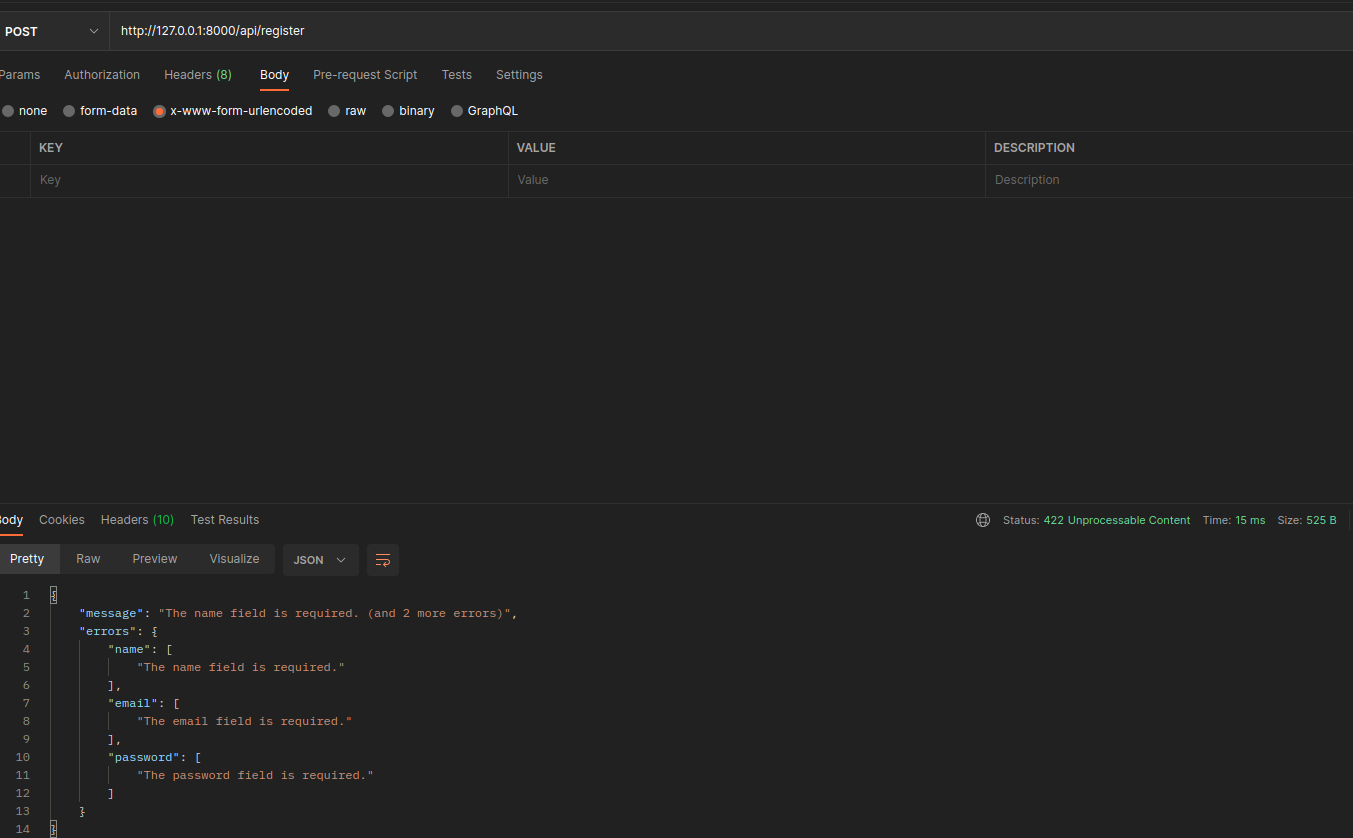 POST http://127.0.0.1:8000/api/register
Params Authorization Headers (8) Body Pre-request Script Tests Settings
none form-data x-www-form-urlencoded raw binary GraphQL
KEY VALUE DESCRIPTION
Key Value Description
Body Cookies Headers (10) Test Results Status: 422 Unprocessable Content Time: 15 ms Size: 525 B
Pretty Raw Preview Visualize JSON
1 {
2 "message": "The name field is required. (and 2 more errors)",
3 "errors": {
4 "name": [
5 "The name field is required."
6 ],
7 "email": [
8 "The email field is required."
9 ],
10 "password": [
11 "The password field is required."
12 ]
13 }
14 }